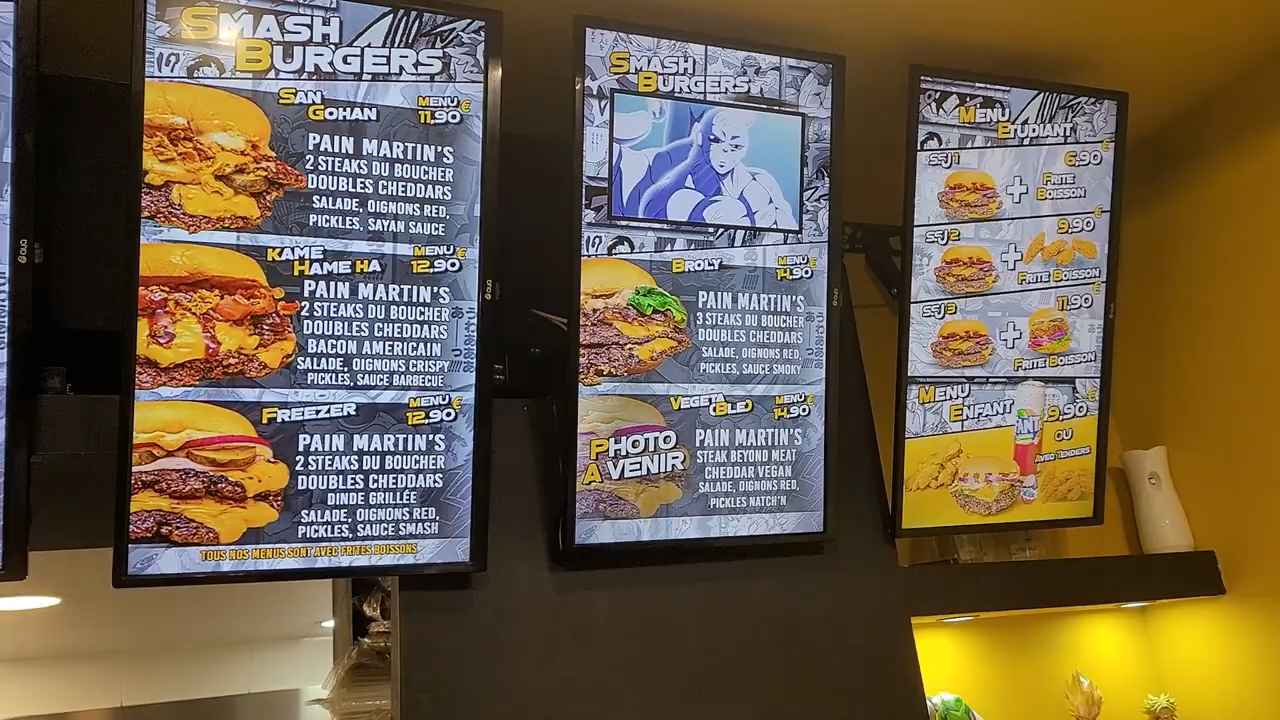 SMASH
BURGERS
SAN
GOHAN
MENU €
11,90
PAIN MARTIN'S
2 STEAKS DU BOUCHER
DOUBLES CHEDDARS
SALADE, OIGNONS RED,
PICKLES, SAYAN SAUCE
KAME
HAME HA
MENU €
12,90
PAIN MARTIN'S
2 STEAKS DU BOUCHER
DOUBLES CHEDDARS
BACON AMERICAIN
SALADE, OIGNONS CRISPY
PICKLES, SAUCE BARBECUE
FREEZER
MENU €
12,90
PAIN MARTIN'S
2 STEAKS DU BOUCHER
DOUBLES CHEDDARS
DINDE GRILLÉE
SALADE, OIGNONS RED,
PICKLES, SAUCE SMASH
TOUS NOS MENUS SONT AVEC FRITES BOISSONS
SMASH
BURGERS
BROLY
MENU €
14,90
PAIN MARTIN'S
3 STEAKS DU BOUCHER
DOUBLES CHEDDARS
SALADE, OIGNONS RED,
PICKLES, SAUCE SMOKY
VEGETA
(BLE)
MENU €
14,90
PHOTO
A VENIR
PAIN MARTIN'S
STEAK BEYOND MEAT
CHEDDAR VEGAN
SALADE, OIGNONS RED,
PICKLES NATCH'N
MENU
ETUDIANT
SSJ 1
6,90 €
+ FRITE
BOISSON
SSJ 2
9,90 €
+
FRITE BOISSON
SSJ 3
11,90 €
+
FRITE BOISSON
MENU
ENFANT
9,90 €
OU
AVEC TENDERS